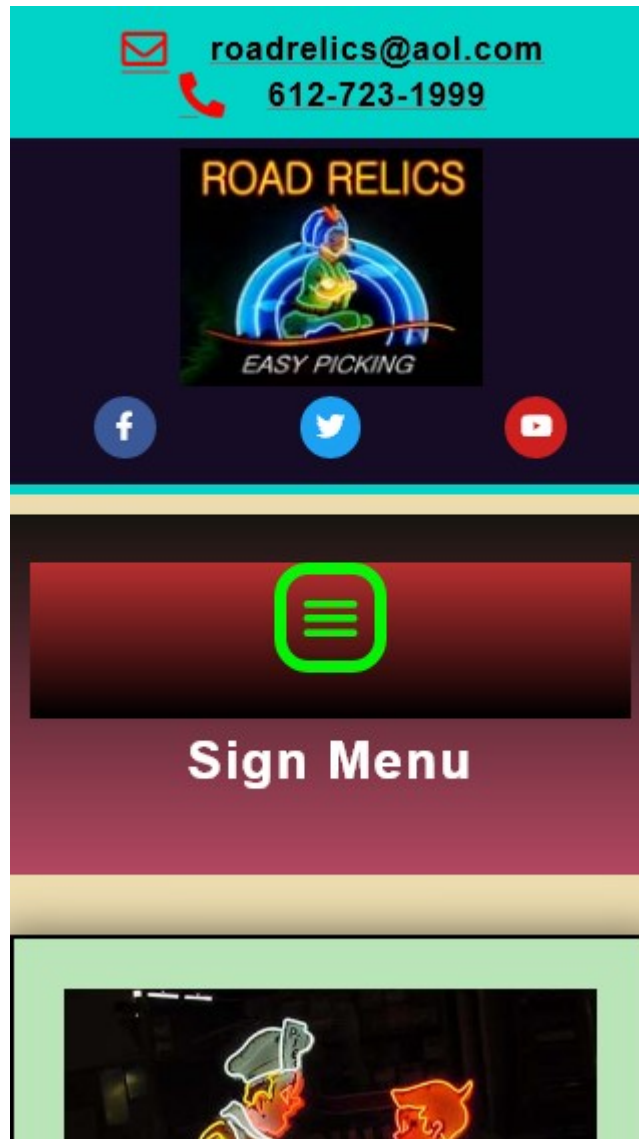 roadrelics@aol.com
612-723-1999
ROAD RELICS
EASY PICKING
Sign Menu